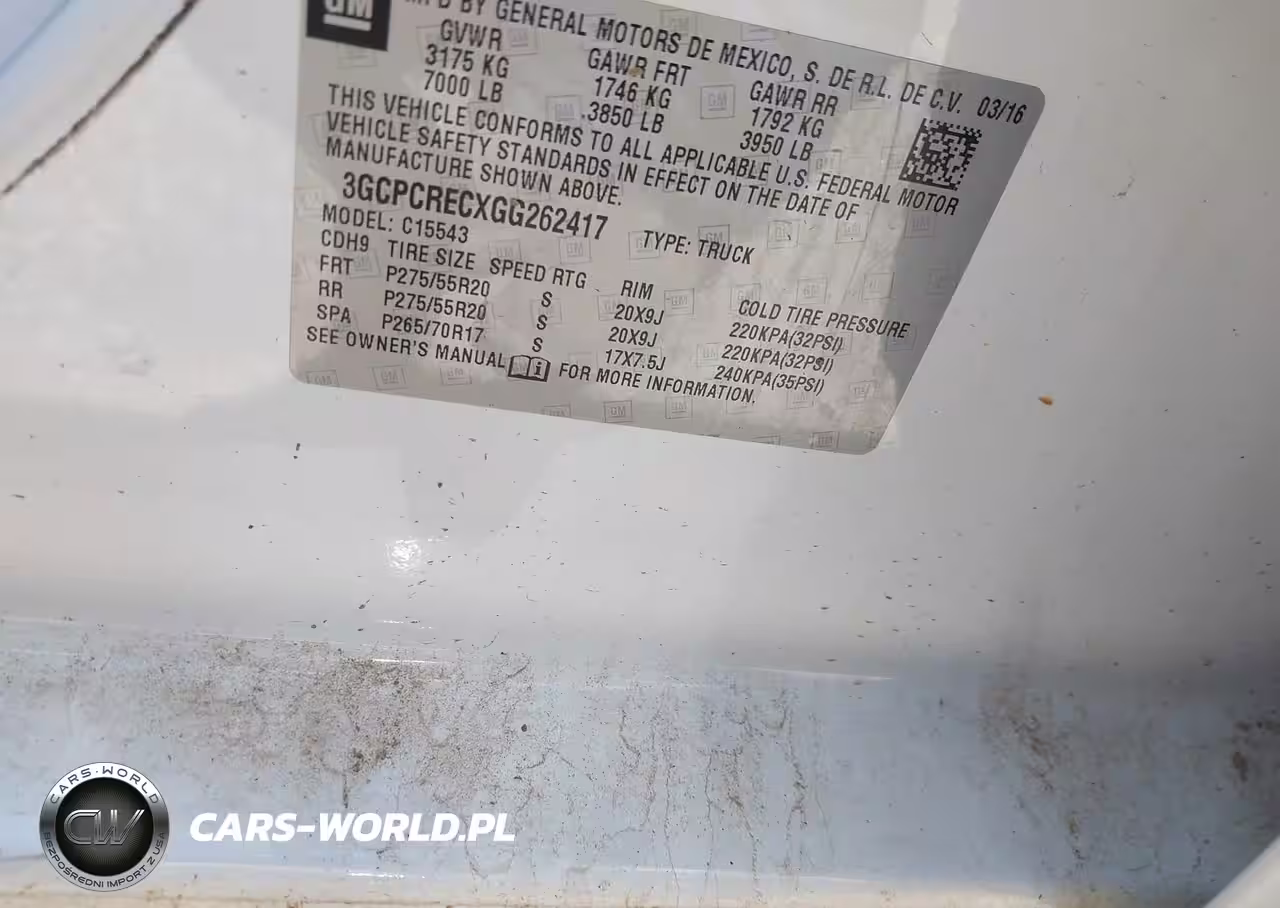 GM
MFD BY GENERAL MOTORS DE MEXICO, S. DE R.L. DE C.V. 03/16
GVWR GAWR FRT GAWR RR
3175 KG 1746 KG 1792 KG
7000 LB .3850 LB 3950 LB
THIS VEHICLE CONFORMS TO ALL APPLICABLE U.S. FEDERAL MOTOR
VEHICLE SAFETY STANDARDS IN EFFECT ON THE DATE OF
MANUFACTURE SHOWN ABOVE.
3GCPCRECXGG262417 TYPE: TRUCK
MODEL: C15543
CDH9 TIRE SIZE SPEED RTG RIM COLD TIRE PRESSURE
FRT P275/55R20 S 20X9J 220KPA(32PSI)
RR P275/55R20 S 20X9J 220KPA(32PSI)
SPA P265/70R17 S 17X7.5J 240KPA(35PSI)
SEE OWNER'S MANUAL FOR MORE INFORMATION.
CARS-WORLD
CW
BEZPOŚREDNI IMPORT Z USA
CARS-WORLD.PL